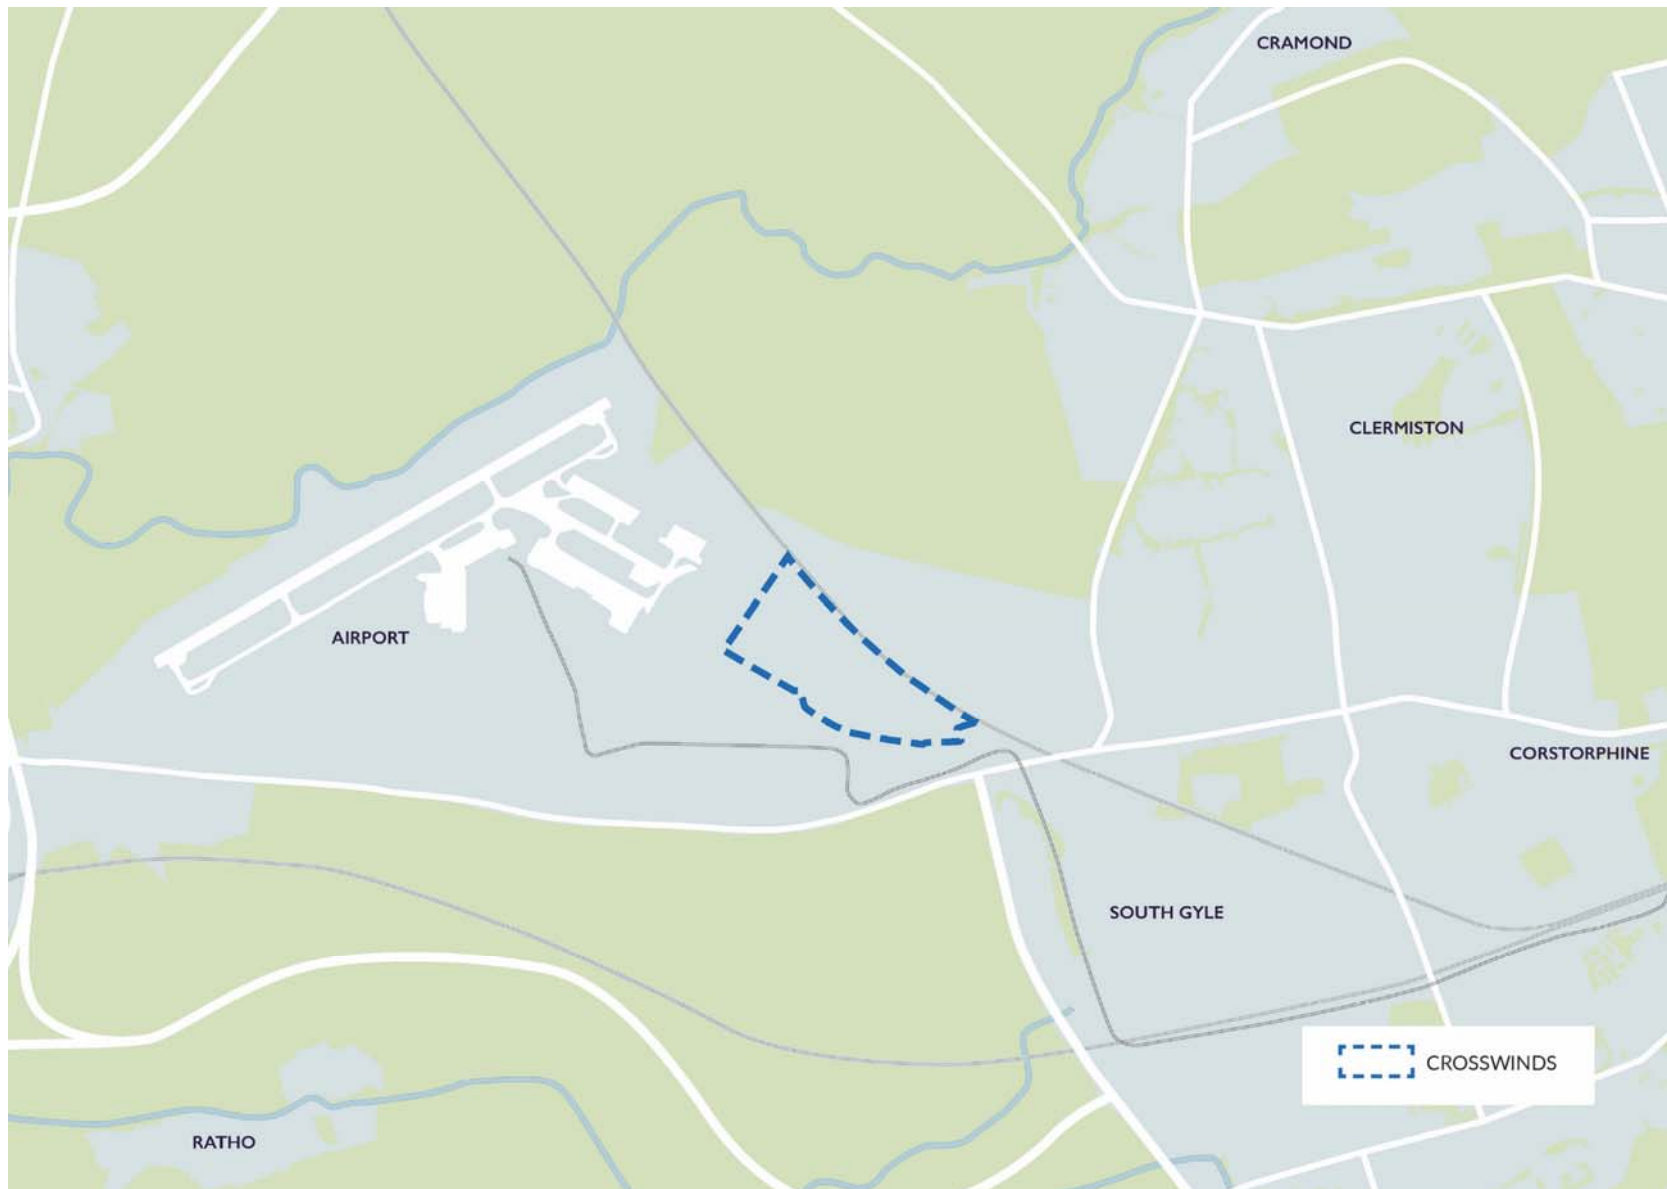 CRAMOND
CLERMISTON
AIRPORT
CORSTORPHINE
SOUTH GYLE
CROSSWINDS
RATHO